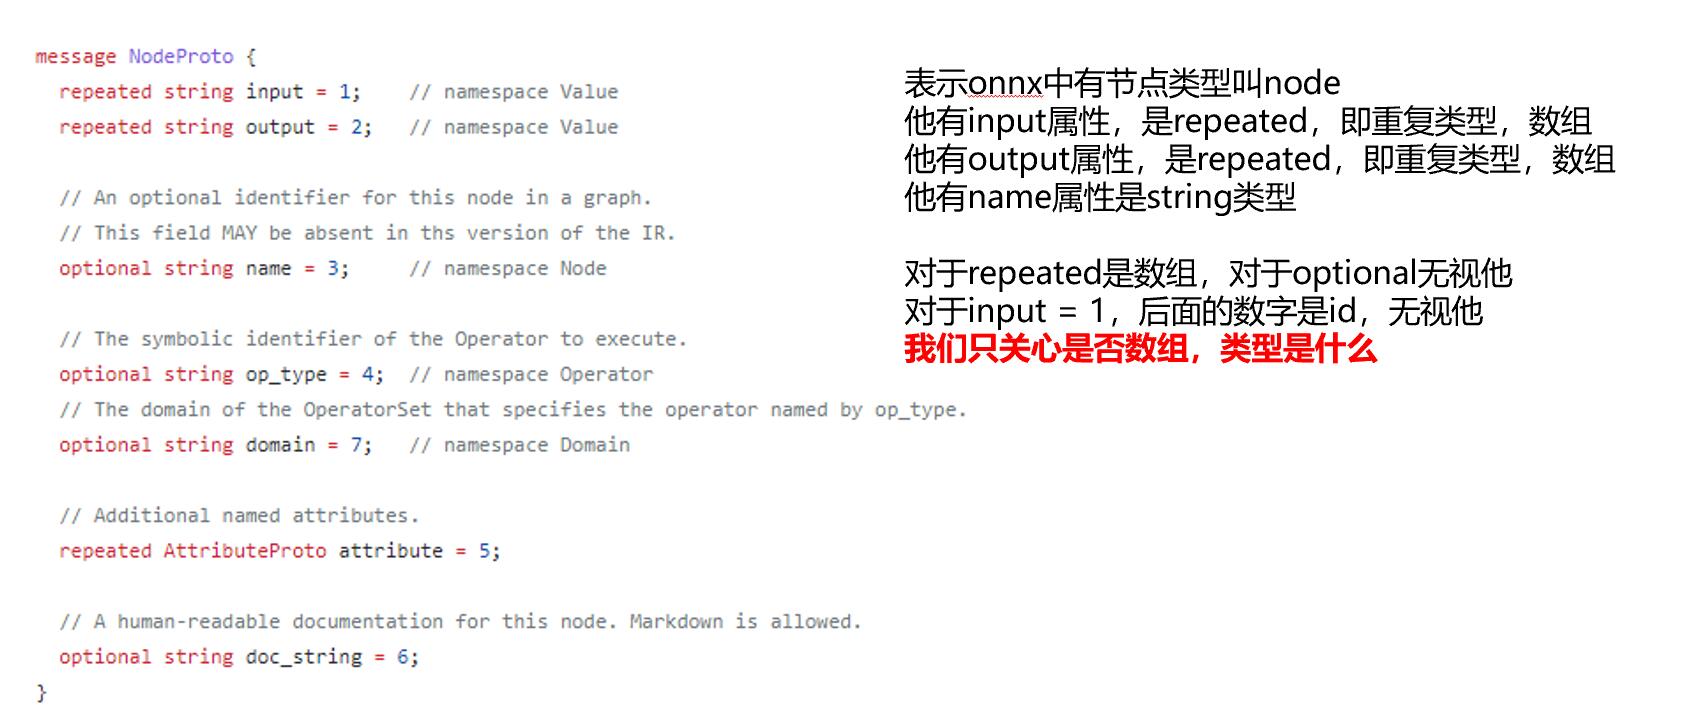 message NodeProto {
repeated string input = 1; // namespace Value
repeated string output = 2; // namespace Value
// An optional identifier for this node in a graph.
// This field MAY be absent in ths version of the IR.
optional string name = 3; // namespace Node
// The symbolic identifier of the Operator to execute.
optional string op_type = 4; // namespace Operator
// The domain of the OperatorSet that specifies the operator named by op_type.
optional string domain = 7; // namespace Domain
// Additional named attributes.
repeated AttributeProto attribute = 5;
// A human-readable documentation for this node. Markdown is allowed.
optional string doc_string = 6;
}
表示onnx中有节点类型叫node
他有input属性，是repeated，即重复类型，数组
他有output属性，是repeated，即重复类型，数组
他有name属性是string类型
对于repeated是数组，对于optional无视他
对于input = 1，后面的数字是id，无视他
我们只关心是否数组，类型是什么